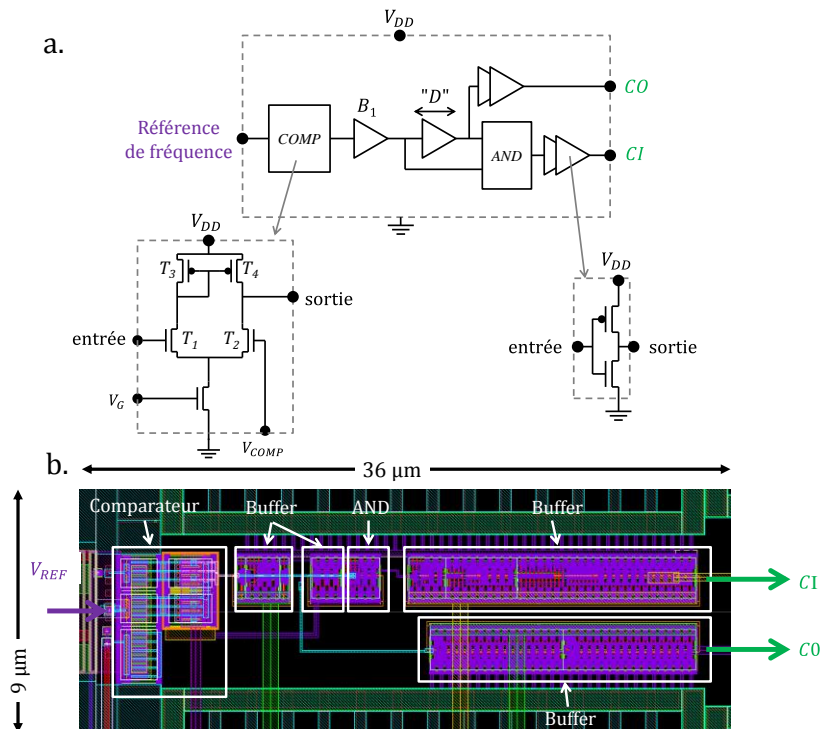 a.
V_DD
"D"
B_1
CO
Référence
de fréquence
COMP
AND
CI
V_DD
T_3
T_4
sortie
entrée
T_1
T_2
V_G
V_COMP
V_DD
entrée
sortie
b.
36 µm
9 µm
Comparateur
Buffer
AND
Buffer
V_REF
CI
C0
Buffer